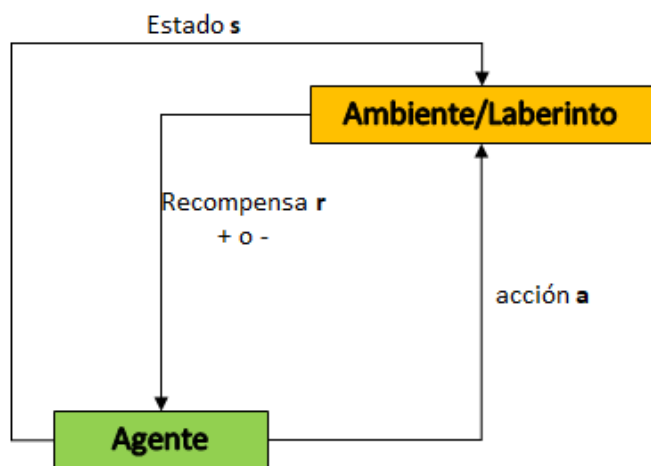 Estado s
Ambiente/Laberinto
Recompensa r
+ o -
acción a
Agente